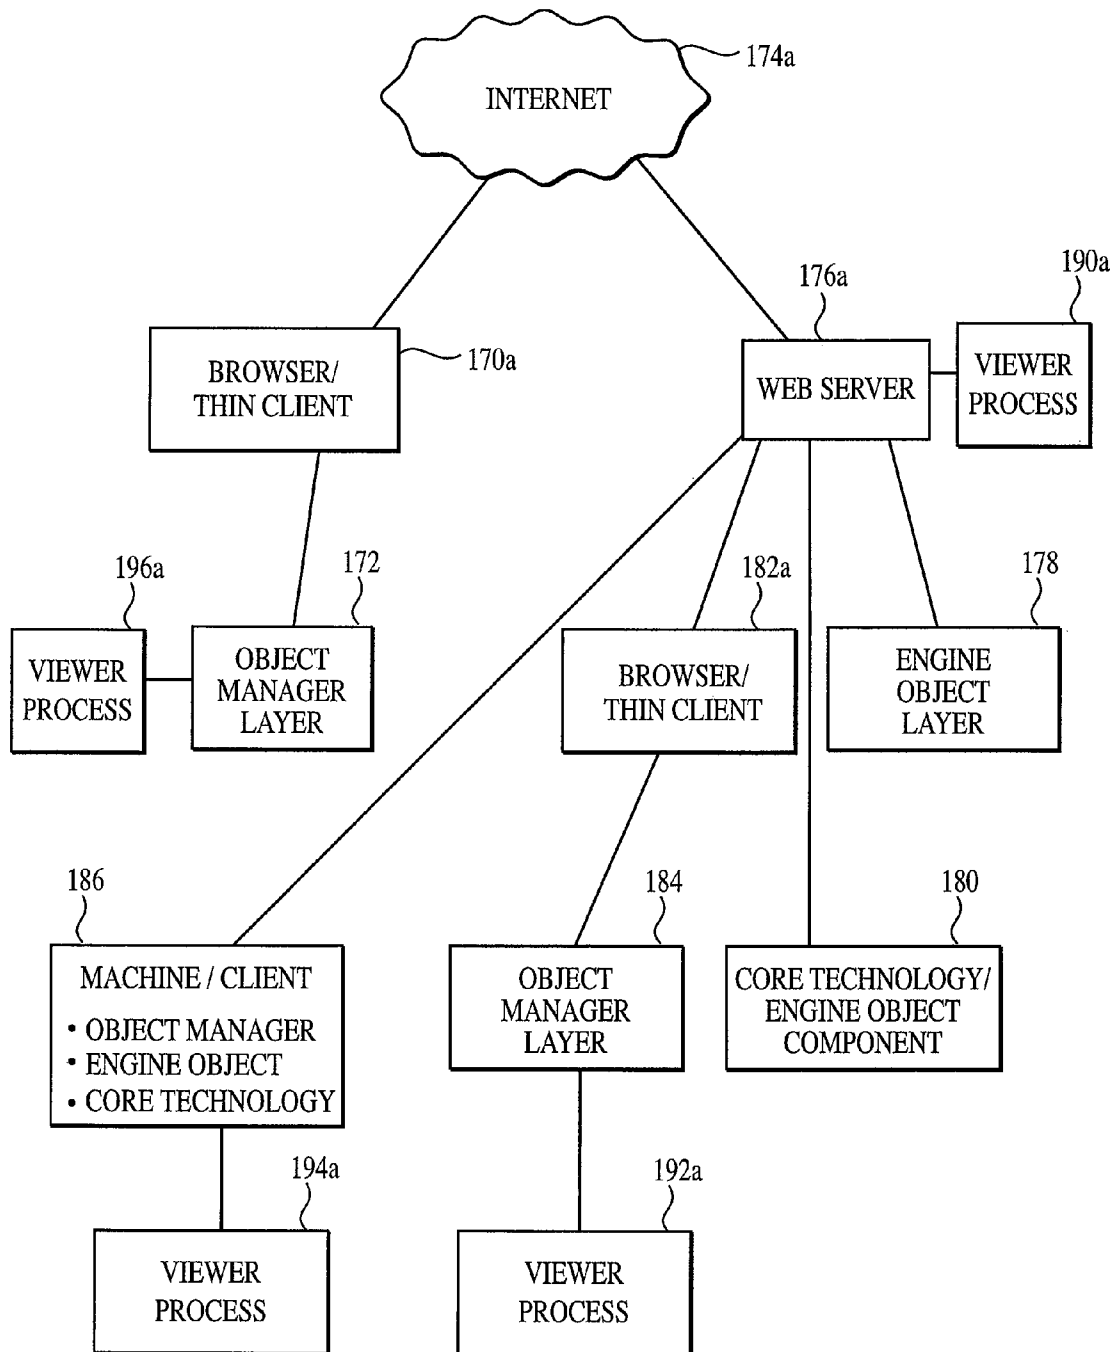 174a
INTERNET
190a
176a
BROWSER/
THIN CLIENT
170a
WEB SERVER
VIEWER
PROCESS
196a
172
182a
178
VIEWER
PROCESS
OBJECT
MANAGER
LAYER
BROWSER/
THIN CLIENT
ENGINE
OBJECT
LAYER
186
184
180
MACHINE / CLIENT
• OBJECT MANAGER
• ENGINE OBJECT
• CORE TECHNOLOGY
OBJECT
MANAGER
LAYER
CORE TECHNOLOGY/
ENGINE OBJECT
COMPONENT
194a
192a
VIEWER
PROCESS
VIEWER
PROCESS